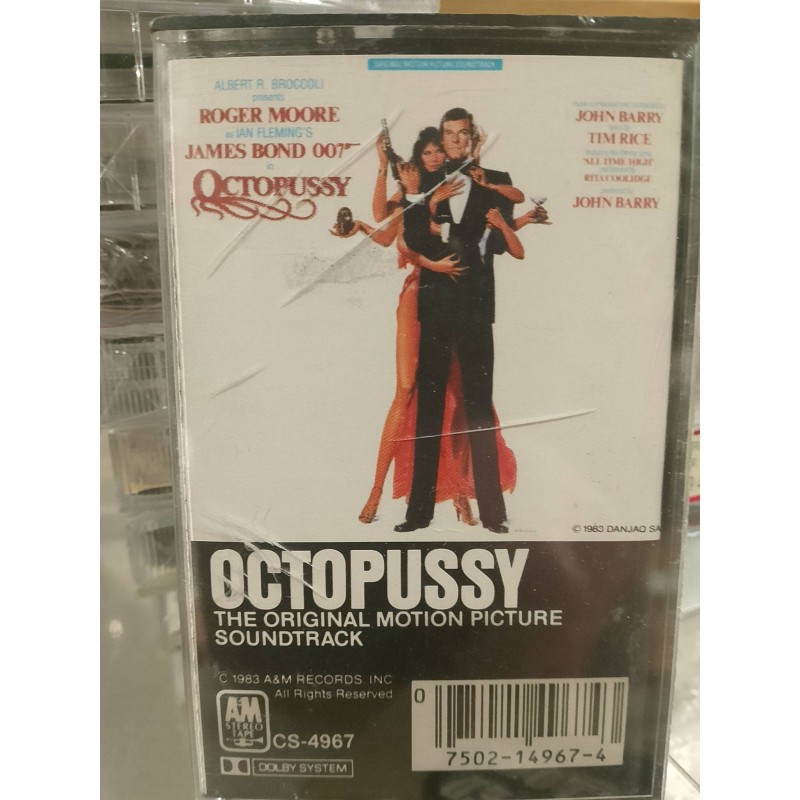 ORIGINAL MOTION PICTURE SOUNDTRACK
ALBERT R. BROCCOLI
presents
ROGER MOORE
as IAN FLEMING'S
JAMES BOND 007
in
OCTOPUSSY
JOHN BARRY
TIM RICE
"ALL TIME HIGH"
RITA COOLIDGE
JOHN BARRY
© 1983 DANJAQ SA
OCTOPUSSY
THE ORIGINAL MOTION PICTURE
SOUNDTRACK
© 1983 A&M RECORDS, INC
All Rights Reserved
A&M
STEREO
TAPE
CS-4967
DOLBY SYSTEM
0
7502-14967-4